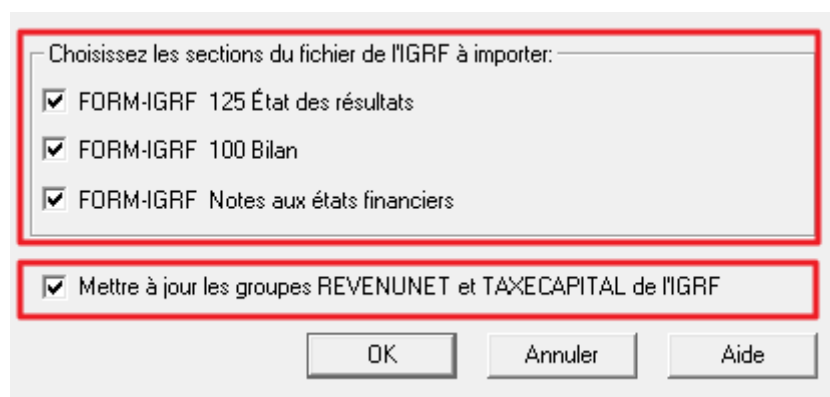 Choisissez les sections du fichier de l'IGRF à importer:
FORM-IGRF 125 État des résultats
FORM-IGRF 100 Bilan
FORM-IGRF Notes aux états financiers
Mettre à jour les groupes REVENUNET et TAXECAPITAL de l'IGRF
OK Annuler Aide